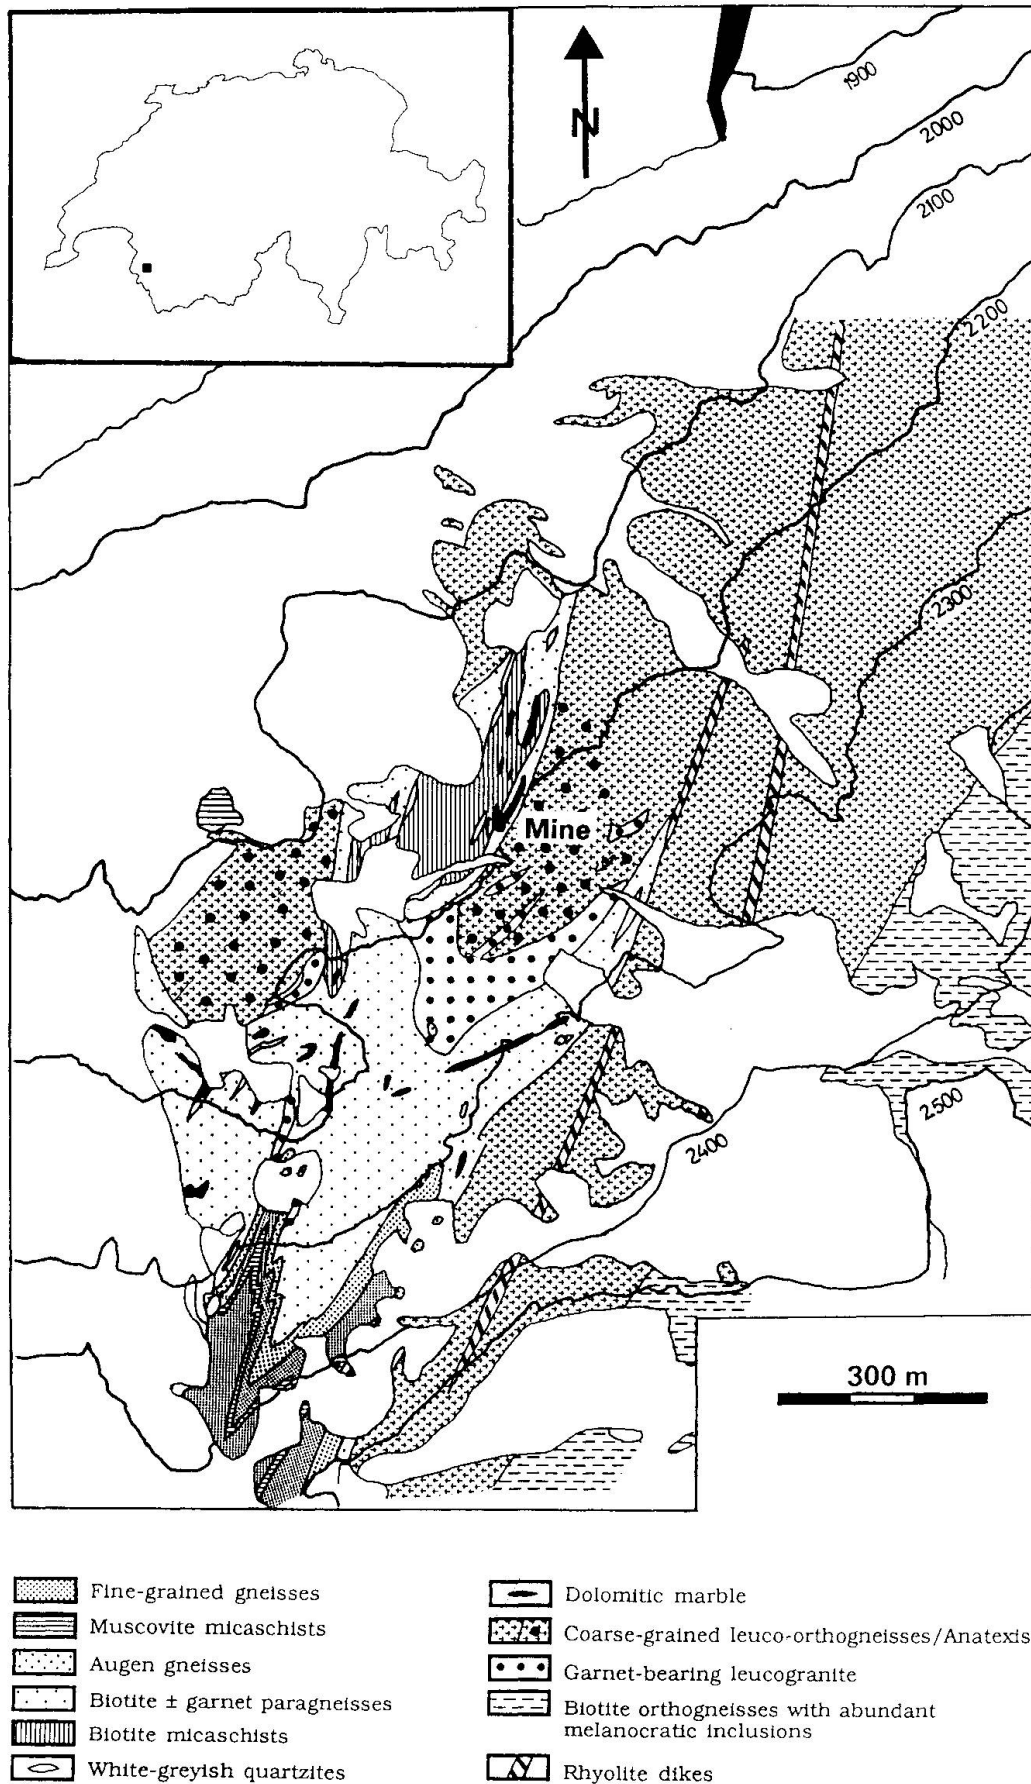 N
1900
2000
2100
2200
2300
Mine
2400
2500
300 m
Fine-grained gneisses
Muscovite micaschists
Augen gneisses
Biotite ± garnet paragneisses
Biotite micaschists
White-greyish quartzites
Dolomitic marble
Coarse-grained leuco-orthogneisses/Anatexis
Garnet-bearing leucogranite
Biotite orthogneisses with abundant
melanocratic inclusions
Rhyolite dikes